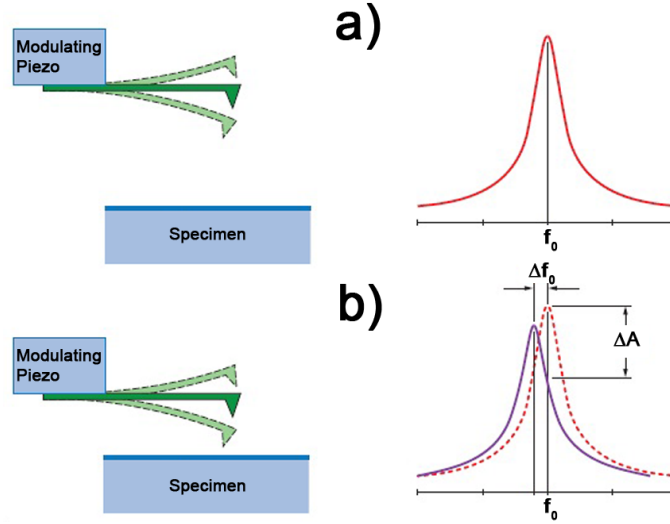 a)
Modulating
Piezo
Specimen
f₀
Δf₀
b)
ΔA
Modulating
Piezo
Specimen
f₀